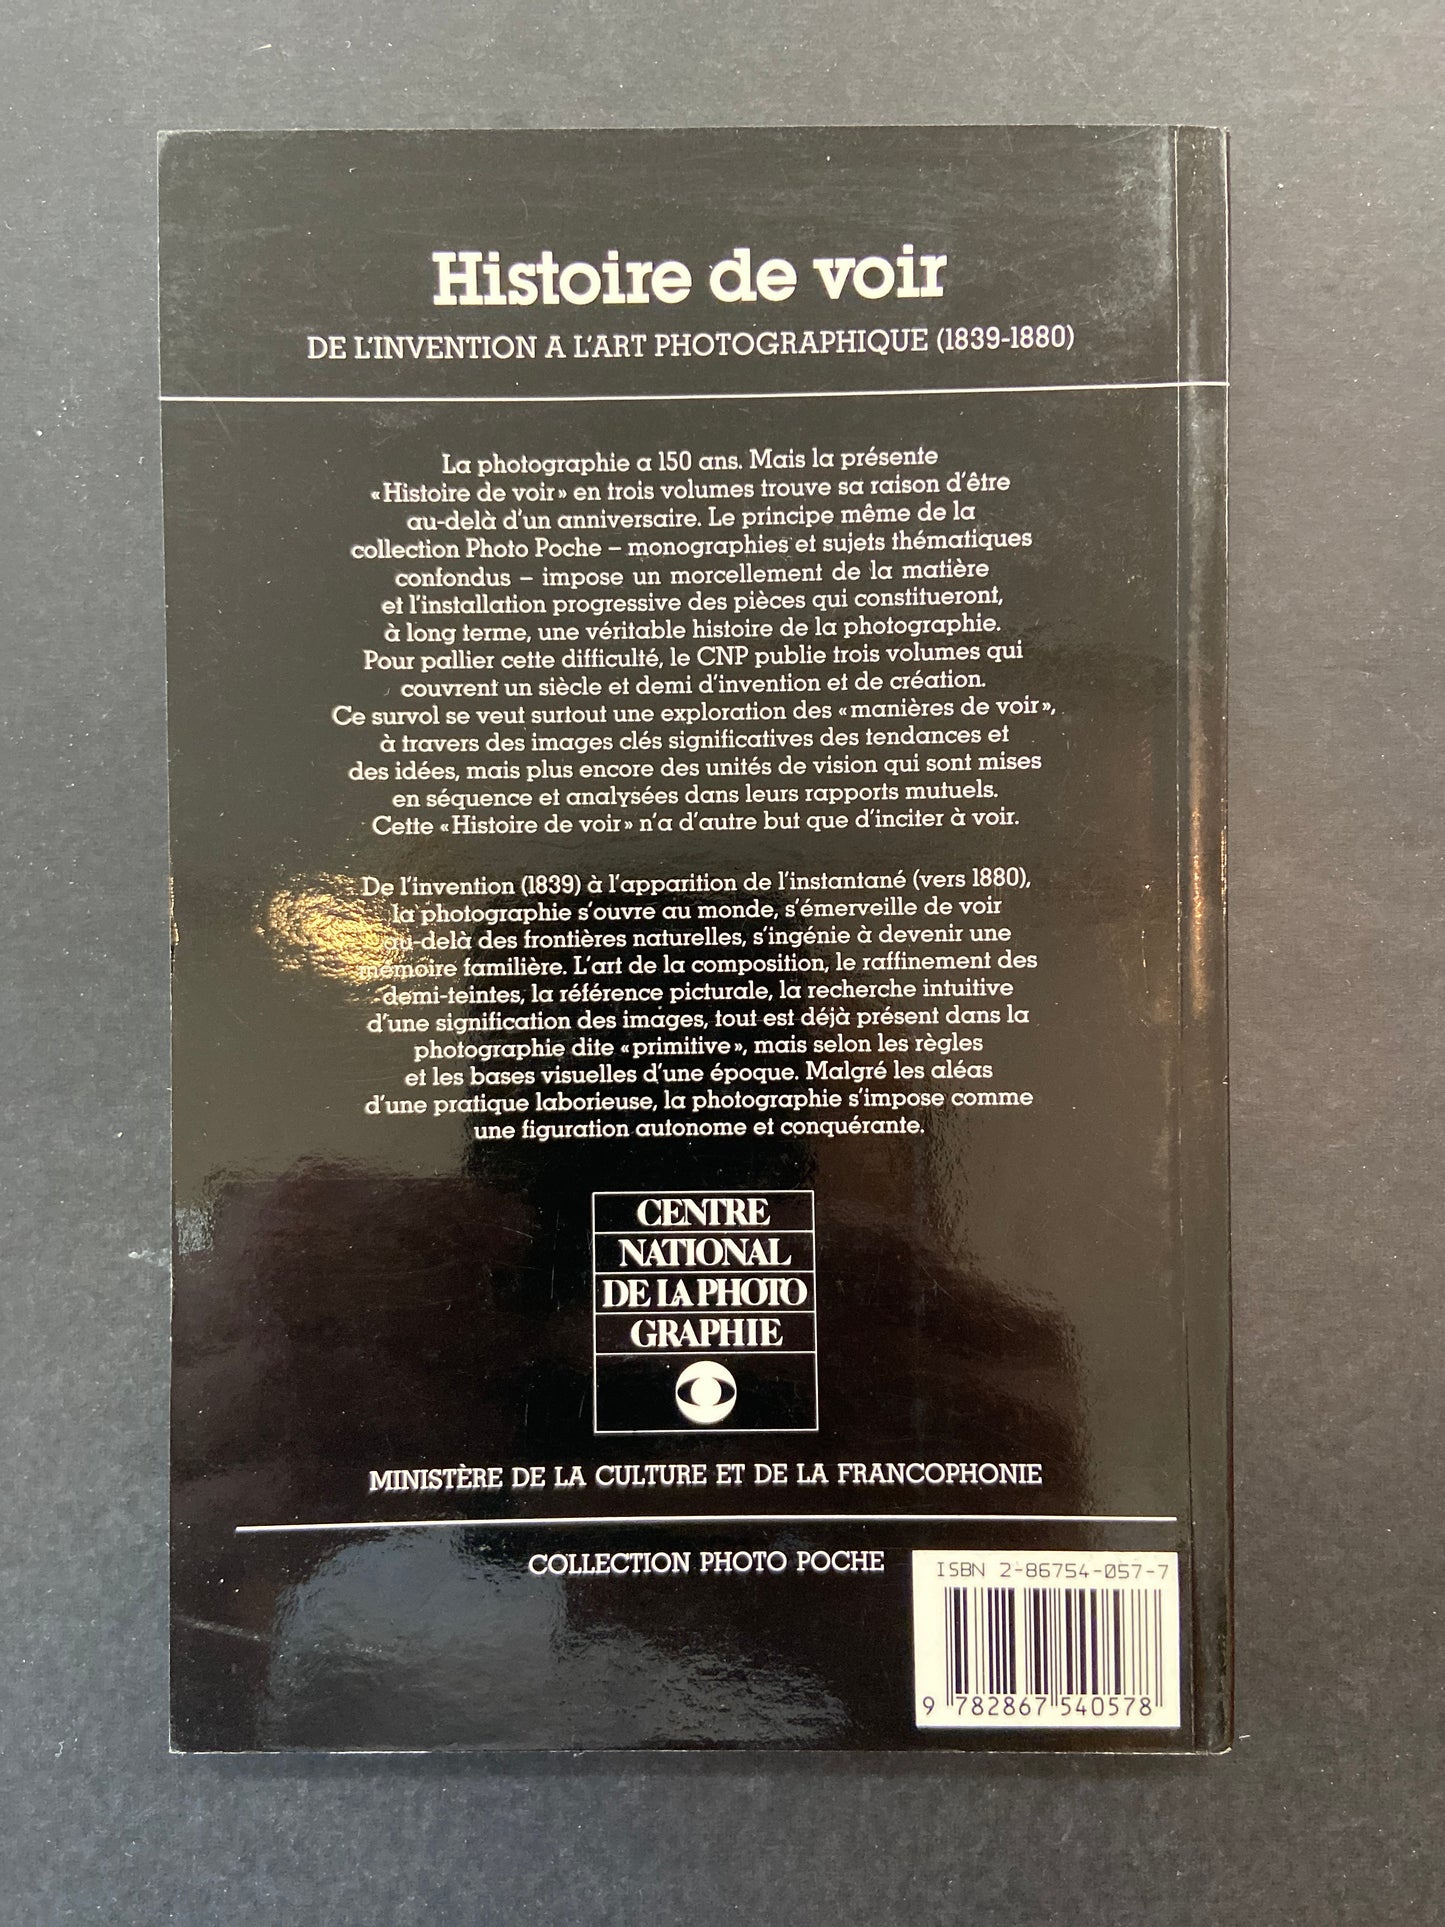 Histoire de voir
DE L'INVENTION A L'ART PHOTOGRAPHIQUE (1839-1880)
La photographie a 150 ans. Mais la présente
«Histoire de voir» en trois volumes trouve sa raison d'être
au-delà d'un anniversaire. Le principe même de la
collection Photo Poche – monographies et sujets thématiques
confondus – impose un morcellement de la matière
et l'installation progressive des pièces qui constitueront,
à long terme, une véritable histoire de la photographie.
Pour pallier cette difficulté, le CNP publie trois volumes qui
couvrent un siècle et demi d'invention et de création.
Ce survol se veut surtout une exploration des «manières de voir»,
à travers des images clés significatives des tendances et
des idées, mais plus encore des unités de vision qui sont mises
en séquence et analysées dans leurs rapports mutuels.
Cette «Histoire de voir» n'a d'autre but que d'inciter à voir.
De l'invention (1839) à l'apparition de l'instantané (vers 1880),
la photographie s'ouvre au monde, s'émerveille de voir
au-delà des frontières naturelles, s'ingénie à devenir une
mémoire familière. L'art de la composition, le raffinement des
demi-teintes, la référence picturale, la recherche intuitive
d'une signification des images, tout est déjà présent dans la
photographie dite «primitive», mais selon les règles
et les bases visuelles d'une époque. Malgré les aléas
d'une pratique laborieuse, la photographie s'impose comme
une figuration autonome et conquérante.
CENTRE
NATIONAL
DE LA PHOTO
GRAPHIE
MINISTÈRE DE LA CULTURE ET DE LA FRANCOPHONIE
COLLECTION PHOTO POCHE
ISBN 2-86754-057-7
9 782867 540578